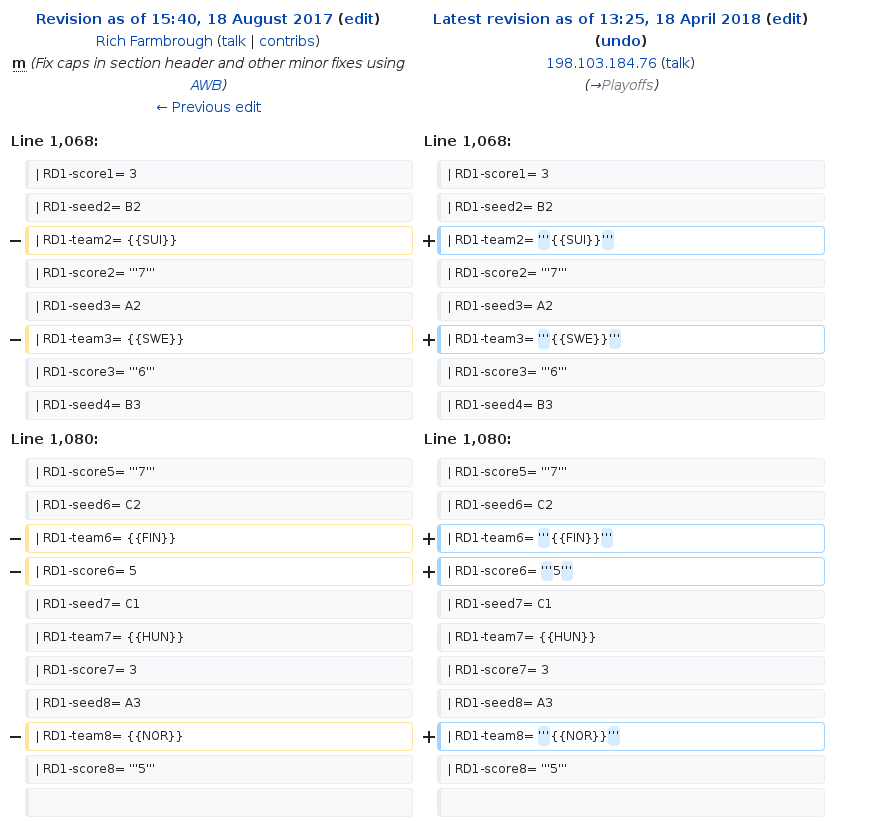 Revision as of 15:40, 18 August 2017 (edit)
Rich Farmbrough (talk | contribs)
m (Fix caps in section header and other minor fixes using
AWB)
← Previous edit
Latest revision as of 13:25, 18 April 2018 (edit)
(undo)
198.103.184.76 (talk)
(→Playoffs)
Line 1,068:
Line 1,068:
| RD1-score1= 3
| RD1-score1= 3
| RD1-seed2= B2
| RD1-seed2= B2
− | RD1-team2= {{SUI}}
+ | RD1-team2= '''{{SUI}}'''
| RD1-score2= '''7'''
| RD1-score2= '''7'''
| RD1-seed3= A2
| RD1-seed3= A2
− | RD1-team3= {{SWE}}
+ | RD1-team3= '''{{SWE}}'''
| RD1-score3= '''6'''
| RD1-score3= '''6'''
| RD1-seed4= B3
| RD1-seed4= B3
Line 1,080:
Line 1,080:
| RD1-score5= '''7'''
| RD1-score5= '''7'''
| RD1-seed6= C2
| RD1-seed6= C2
− | RD1-team6= {{FIN}}
+ | RD1-team6= '''{{FIN}}'''
− | RD1-score6= 5
+ | RD1-score6= '''5'''
| RD1-seed7= C1
| RD1-seed7= C1
| RD1-team7= {{HUN}}
| RD1-team7= {{HUN}}
| RD1-score7= 3
| RD1-score7= 3
| RD1-seed8= A3
| RD1-seed8= A3
− | RD1-team8= {{NOR}}
+ | RD1-team8= '''{{NOR}}'''
| RD1-score8= '''5'''
| RD1-score8= '''5'''